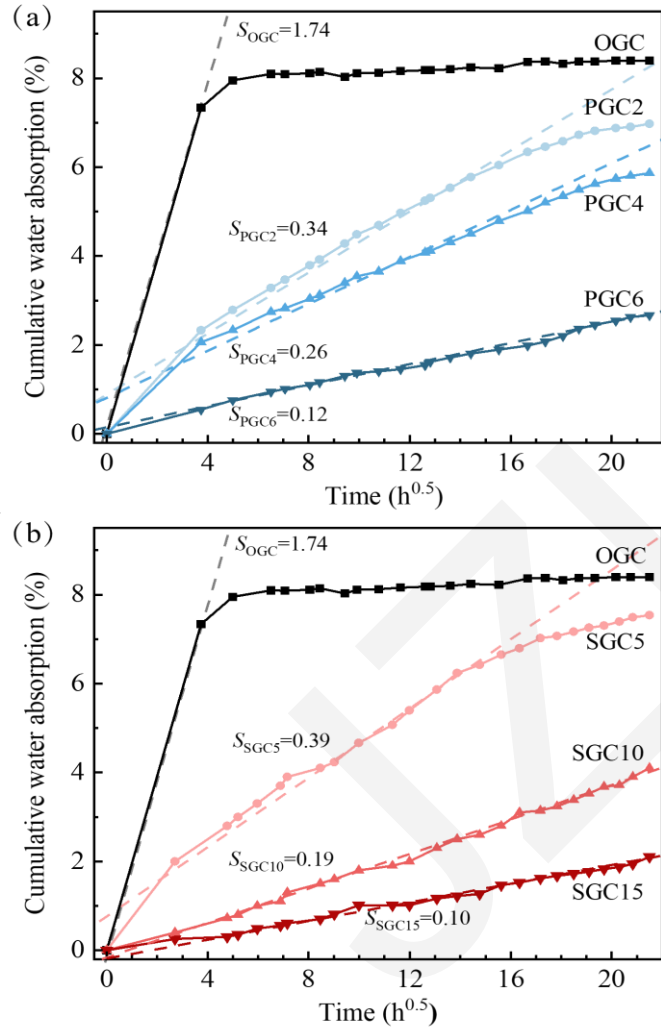 (a)
S_OGC=1.74
OGC
8
PGC2
PGC4
6
S_PGC2=0.34
4
PGC6
2
S_PGC4=0.26
S_PGC6=0.12
0
0 4 8 12 16 20
Cumulative water absorption (%)
Time (h^0.5)
(b)
S_OGC=1.74
OGC
8
SGC5
6
S_SGC5=0.39
SGC10
4
S_SGC10=0.19
2
SGC15
S_SGC15=0.10
0
0 4 8 12 16 20
Cumulative water absorption (%)
Time (h^0.5)